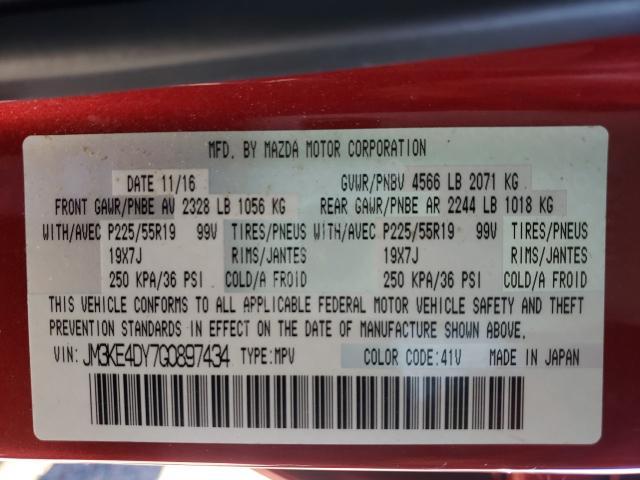 MFD. BY MAZDA MOTOR CORPORATION
DATE 11/16 GVWR/PNBV 4566 LB 2071 KG
FRONT GAWR/PNBE AV 2328 LB 1056 KG REAR GAWR/PNBE AR 2244 LB 1018 KG
WITH/AVEC P225/55R19 99V TIRES/PNEUS WITH/AVEC P225/55R19 99V TIRES/PNEUS
19X7J RIMS/JANTES 19X7J RIMS/JANTES
250 KPA/36 PSI COLD/A FROID 250 KPA/36 PSI COLD/A FROID
THIS VEHICLE CONFORMS TO ALL APPLICABLE FEDERAL MOTOR VEHICLE SAFETY AND THEFT
PREVENTION STANDARDS IN EFFECT ON THE DATE OF MANUFACTURE SHOWN ABOVE.
VIN: JM3KE4DY7G0897434 TYPE:MPV COLOR CODE:41V MADE IN JAPAN